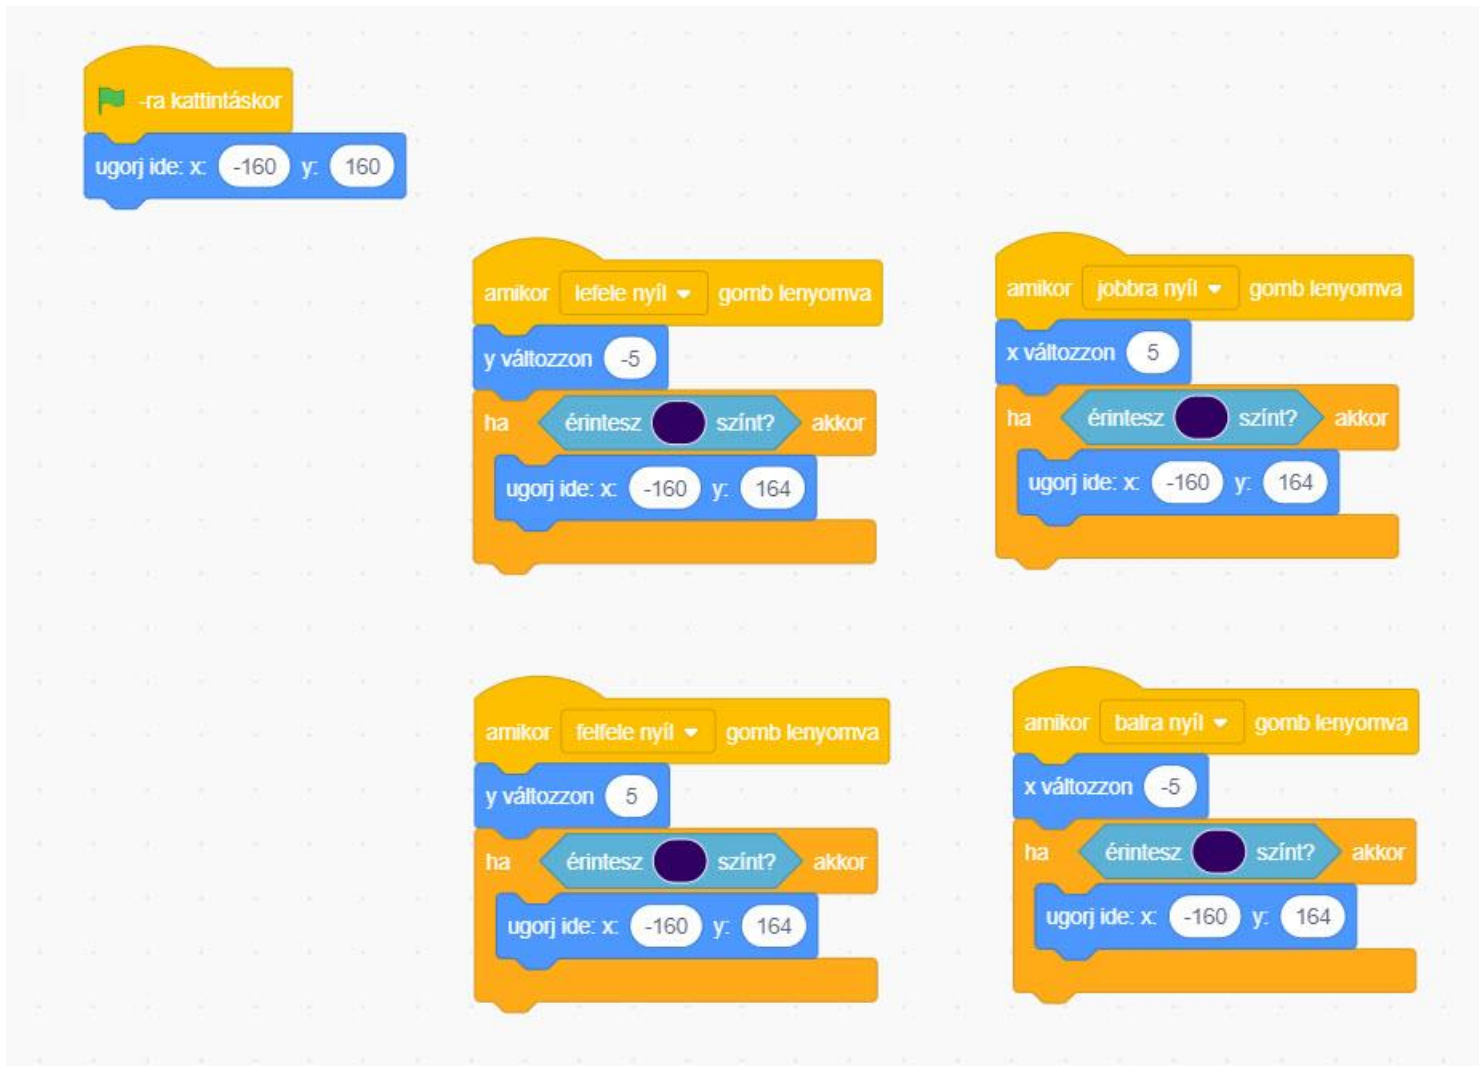 -ra kattintáskor
ugorj ide: x: -160 y: 160
amikor lefele nyíl gomb lenyomva
y változzon -5
ha érintesz színt? akkor
ugorj ide: x: -160 y: 164
amikor jobbra nyíl gomb lenyomva
x változzon 5
ha érintesz színt? akkor
ugorj ide: x: -160 y: 164
amikor felfele nyíl gomb lenyomva
y változzon 5
ha érintesz színt? akkor
ugorj ide: x: -160 y: 164
amikor balra nyíl gomb lenyomva
x változzon -5
ha érintesz színt? akkor
ugorj ide: x: -160 y: 164